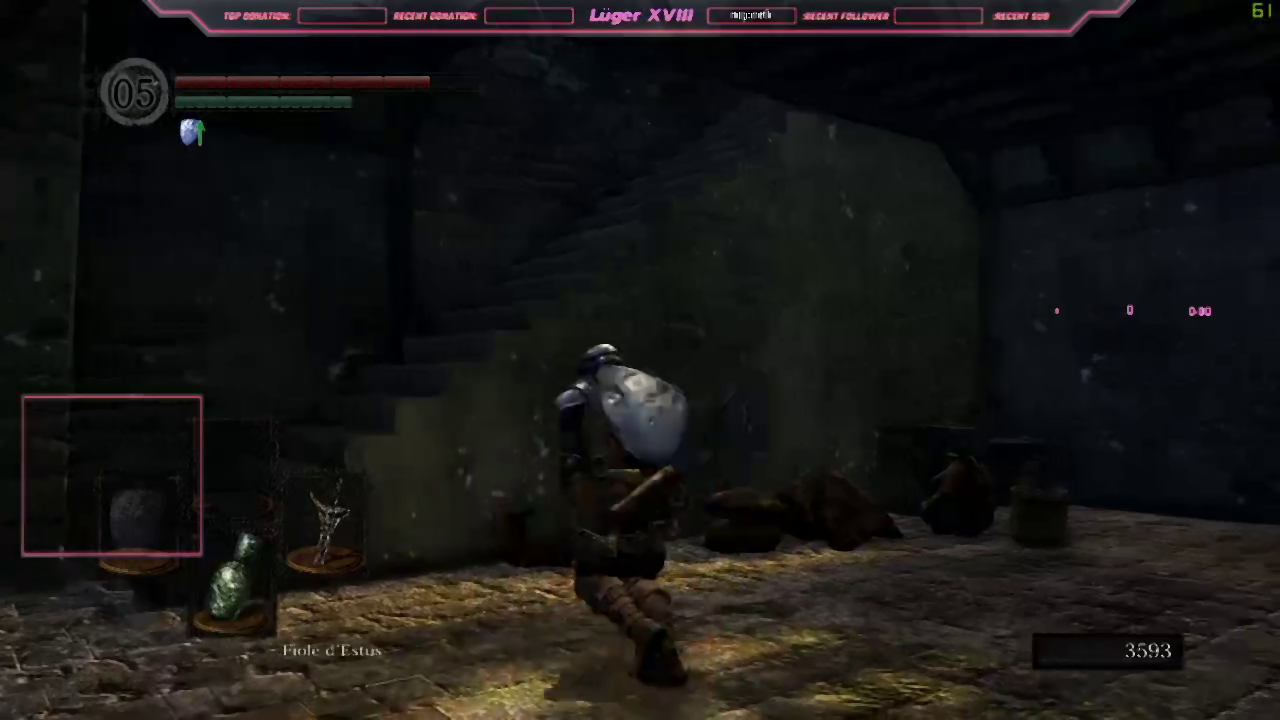 TOP DONATION: RECENT DONATION: Lüger XVIII RECENT FOLLOWER RECENT SUB
61
05
0 0-00
Fiole d'Estus
3593